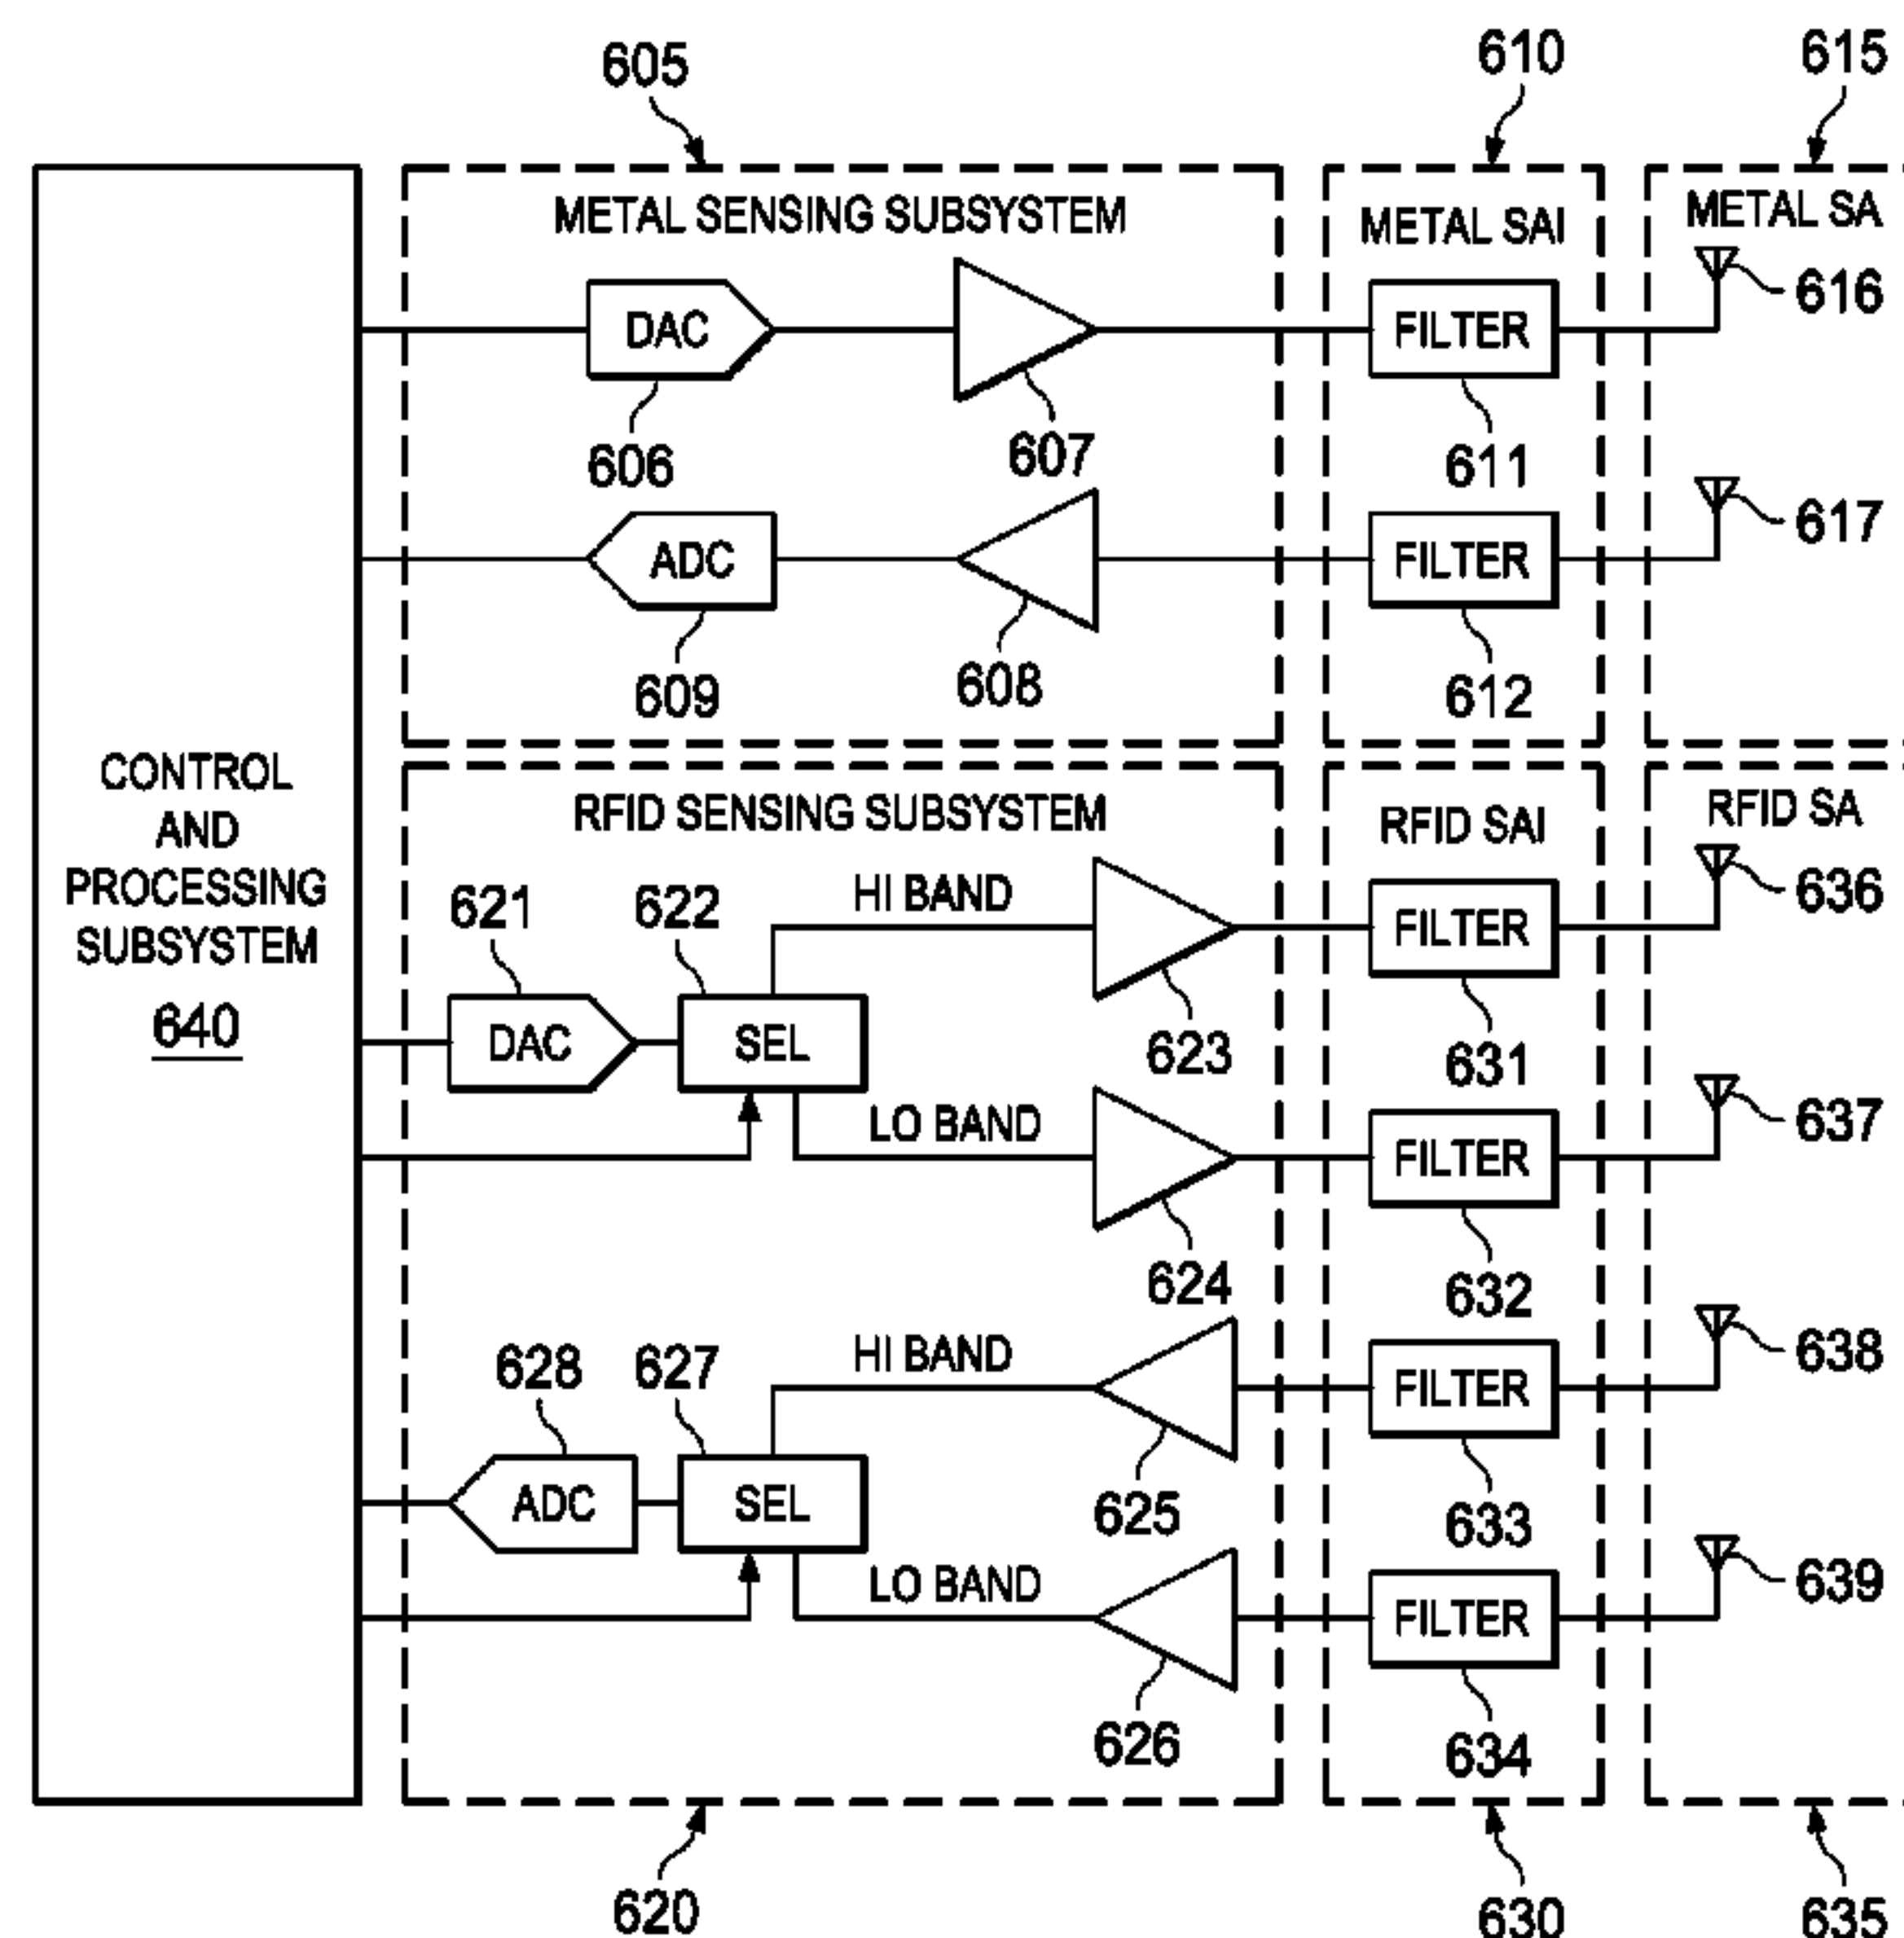 605
610
615
METAL SENSING SUBSYSTEM
METAL SAI
METAL SA
DAC
FILTER
616
606
607
611
ADC
FILTER
617
609
608
612
CONTROL
AND
PROCESSING
SUBSYSTEM
640
RFID SENSING SUBSYSTEM
RFID SAI
RFID SA
621
622
HI BAND
FILTER
636
DAC
SEL
623
631
LO BAND
FILTER
637
624
632
628
627
HI BAND
FILTER
638
ADC
SEL
625
633
LO BAND
FILTER
639
626
634
620
630
635